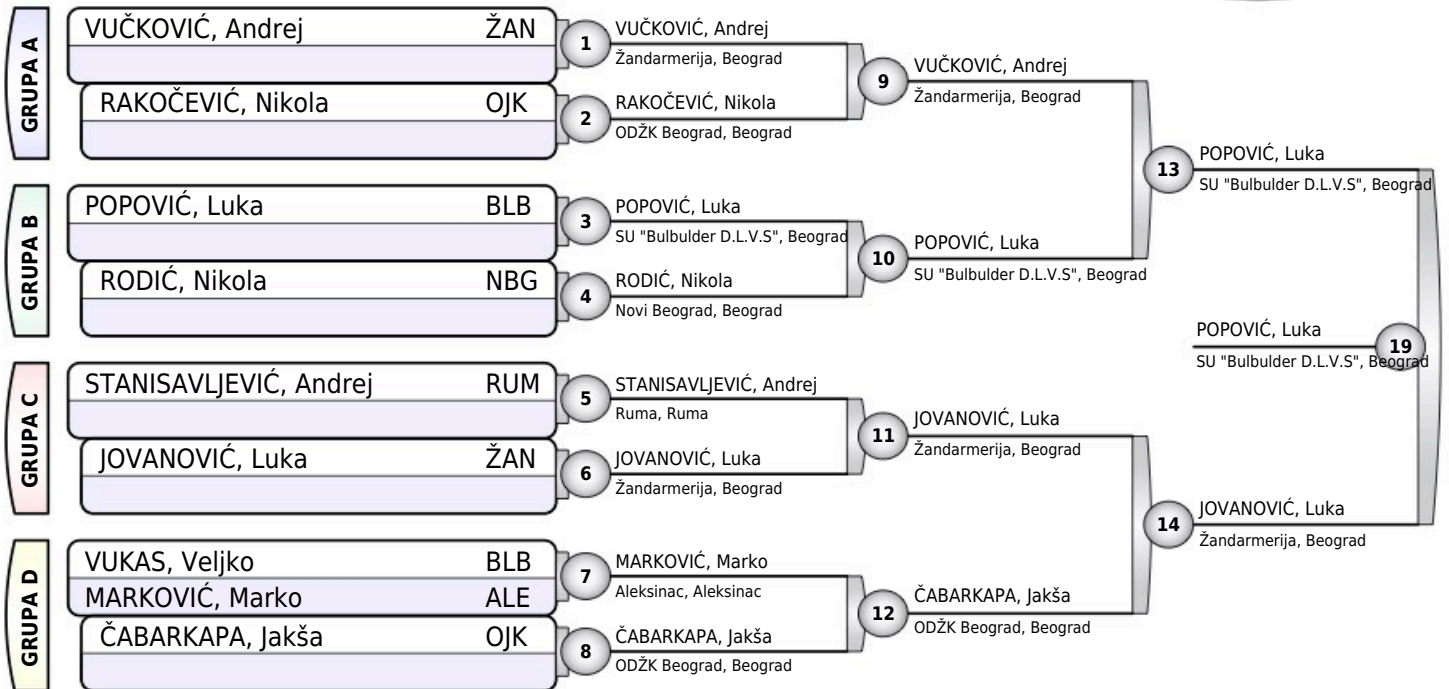 GRUPA A
VUČKOVIĆ, Andrej ŽAN
RAKOČEVIĆ, Nikola OJK
GRUPA B
POPOVIĆ, Luka BLB
RODIĆ, Nikola NBG
GRUPA C
STANISAVLJEVIĆ, Andrej RUM
JOVANOVIĆ, Luka ŽAN
GRUPA D
VUKAS, Veljko BLB
MARKOVIĆ, Marko ALE
ČABARKAPA, Jakša OJK
1
VUČKOVIĆ, Andrej
Žandarmerija, Beograd
2
RAKOČEVIĆ, Nikola
ODŽK Beograd, Beograd
3
POPOVIĆ, Luka
SU "Bulbulder D.L.V.S", Beograd
4
RODIĆ, Nikola
Novi Beograd, Beograd
5
STANISAVLJEVIĆ, Andrej
Ruma, Ruma
6
JOVANOVIĆ, Luka
Žandarmerija, Beograd
7
MARKOVIĆ, Marko
Aleksinac, Aleksinac
8
ČABARKAPA, Jakša
ODŽK Beograd, Beograd
9
VUČKOVIĆ, Andrej
Žandarmerija, Beograd
10
POPOVIĆ, Luka
SU "Bulbulder D.L.V.S", Beograd
11
JOVANOVIĆ, Luka
Žandarmerija, Beograd
12
ČABARKAPA, Jakša
ODŽK Beograd, Beograd
13
POPOVIĆ, Luka
SU "Bulbulder D.L.V.S", Beograd
14
JOVANOVIĆ, Luka
Žandarmerija, Beograd
19
POPOVIĆ, Luka
SU "Bulbulder D.L.V.S", Beograd